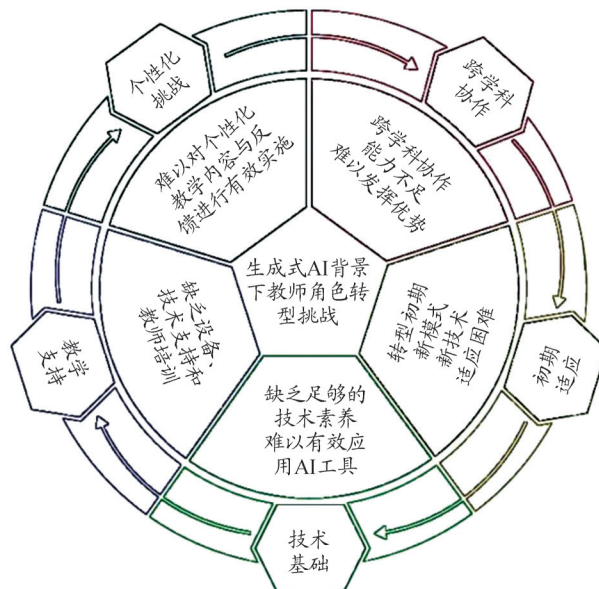 个性化
挑战
跨学科
协作
难以对个性化
教学内容与反
馈进行有效实施
跨学科协作
能力不足
难以发挥优势
生成式AI背景
下教师角色转
型挑战
缺乏设备、
技术支持和
教师培训
转型初期
新模式
新技术
适应困难
教学
支持
初期
适应
缺乏足够的
技术素养
难以有效应
用AI工具
技术
基础